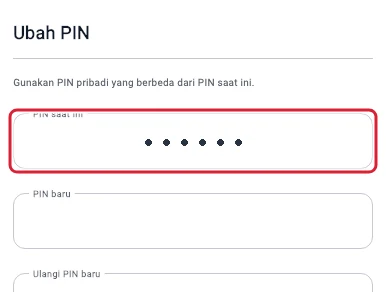 Ubah PIN
Gunakan PIN pribadi yang berbeda dari PIN saat ini.
PIN saat ini
••••••
PIN baru
Ulangi PIN baru